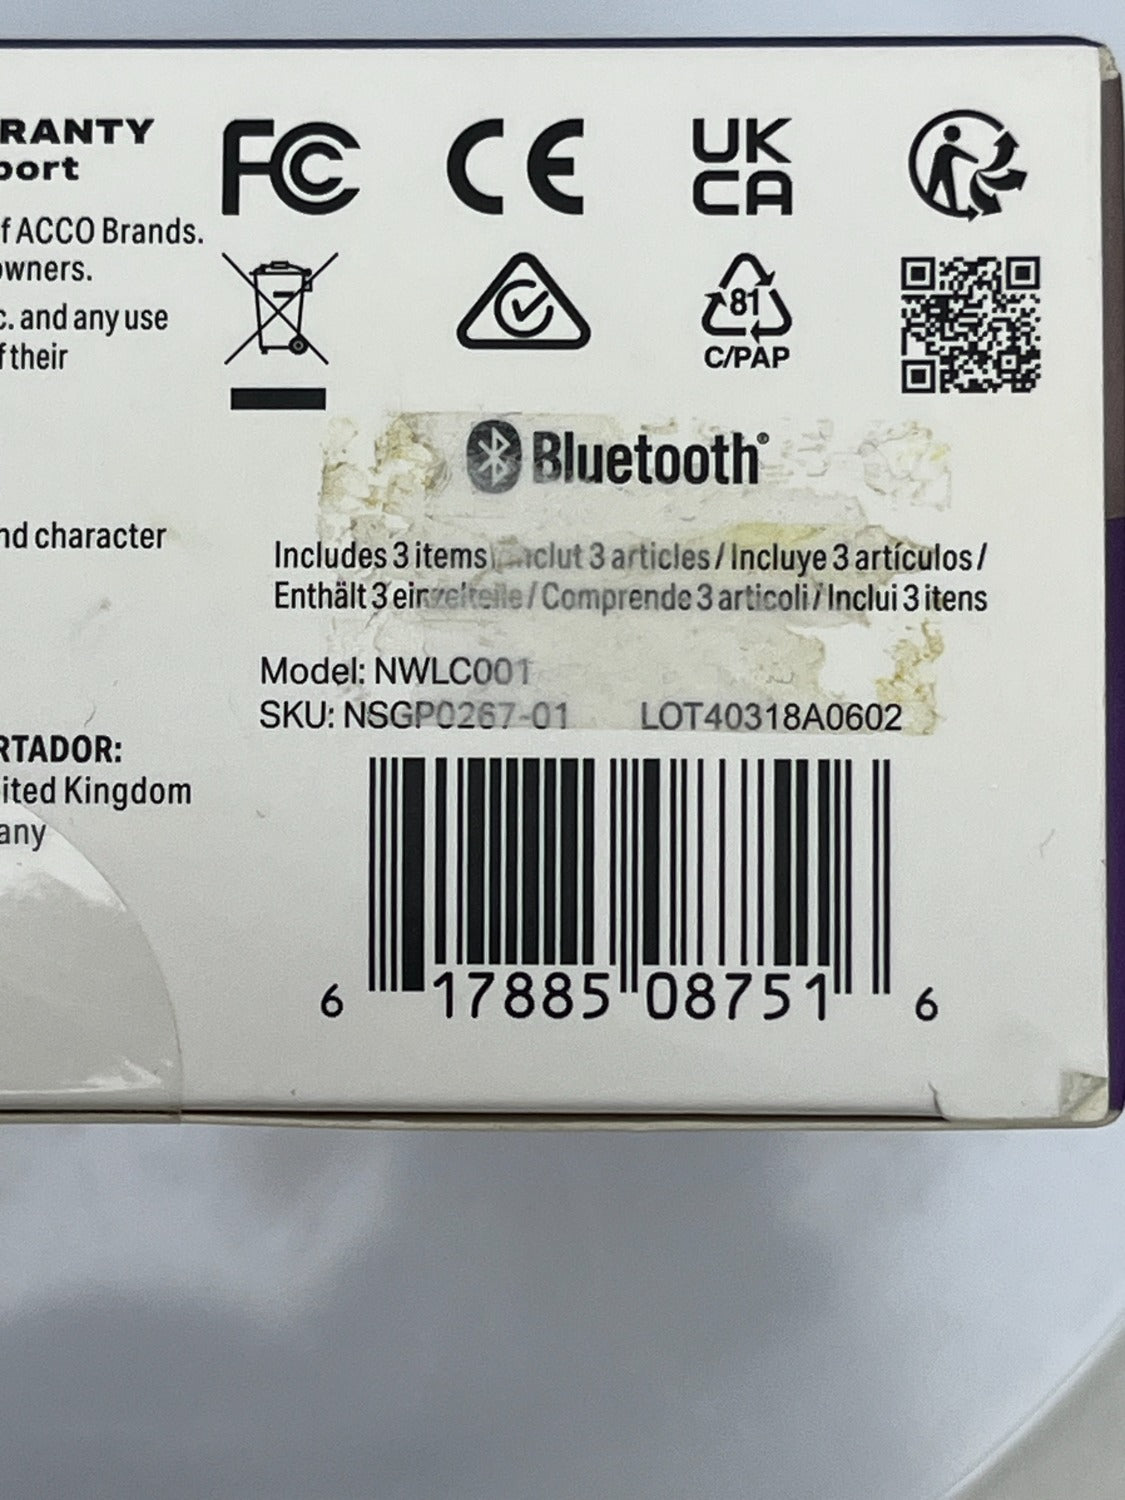 RANTY
port
f ACCO Brands.
owners.
c. and any use
f their
FC
CE
UK
CA
81
C/PAP
Bluetooth®
nd character
Includes 3 items / Inclut 3 articles / Incluye 3 artículos /
Enthält 3 einzelteile / Comprende 3 articoli / Inclui 3 itens
Model: NWLC001
SKU: NSGP0267-01 LOT40318A0602
RTADOR:
ited Kingdom
any
6 17885 08751 6